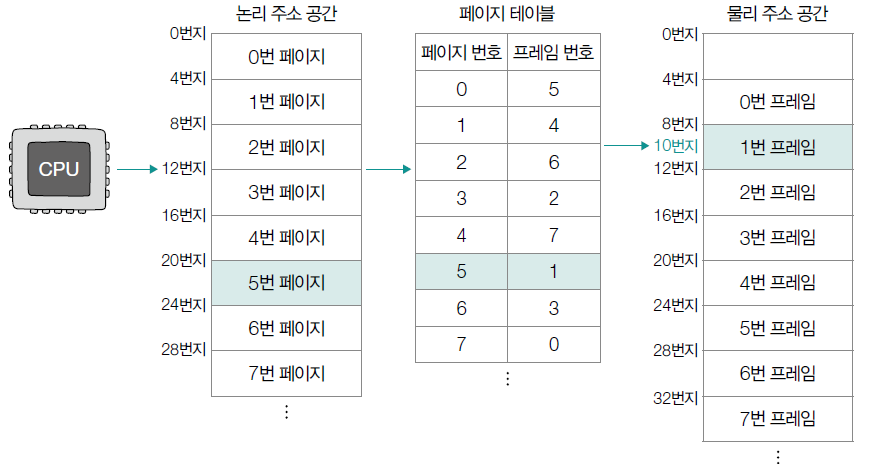 논리 주소 공간
0번지
0번 페이지
4번지
1번 페이지
8번지
2번 페이지
12번지
3번 페이지
16번지
4번 페이지
20번지
5번 페이지
24번지
6번 페이지
28번지
7번 페이지
⋮
CPU
페이지 테이블
페이지 번호 프레임 번호
0 5
1 4
2 6
3 2
4 7
5 1
6 3
7 0
⋮
물리 주소 공간
0번지
4번지
0번 프레임
8번지
10번지
1번 프레임
12번지
2번 프레임
16번지
3번 프레임
20번지
4번 프레임
24번지
5번 프레임
28번지
6번 프레임
32번지
7번 프레임
⋮